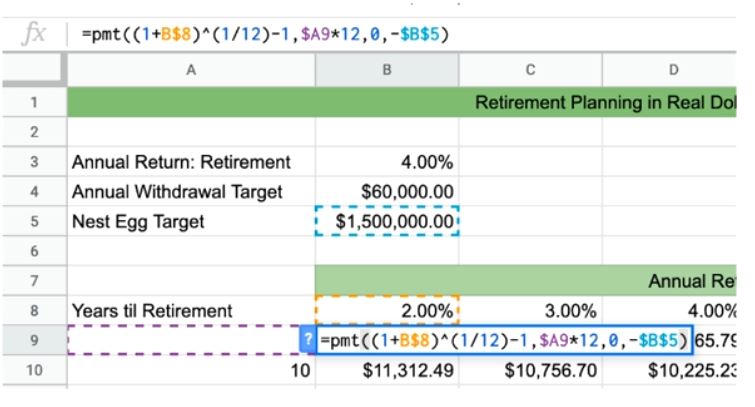 fx =pmt((1+B$8)^(1/12)-1,$A9*12,0,-$B$5)
A B C D
1 Retirement Planning in Real Dol
2
3 Annual Return: Retirement 4.00%
4 Annual Withdrawal Target $60,000.00
5 Nest Egg Target $1,500,000.00
6
7 Annual Re
8 Years til Retirement 2.00% 3.00% 4.00%
9 ? =pmt((1+B$8)^(1/12)-1,$A9*12,0,-$B$5) 65.79
10 10 $11,312.49 $10,756.70 $10,225.23